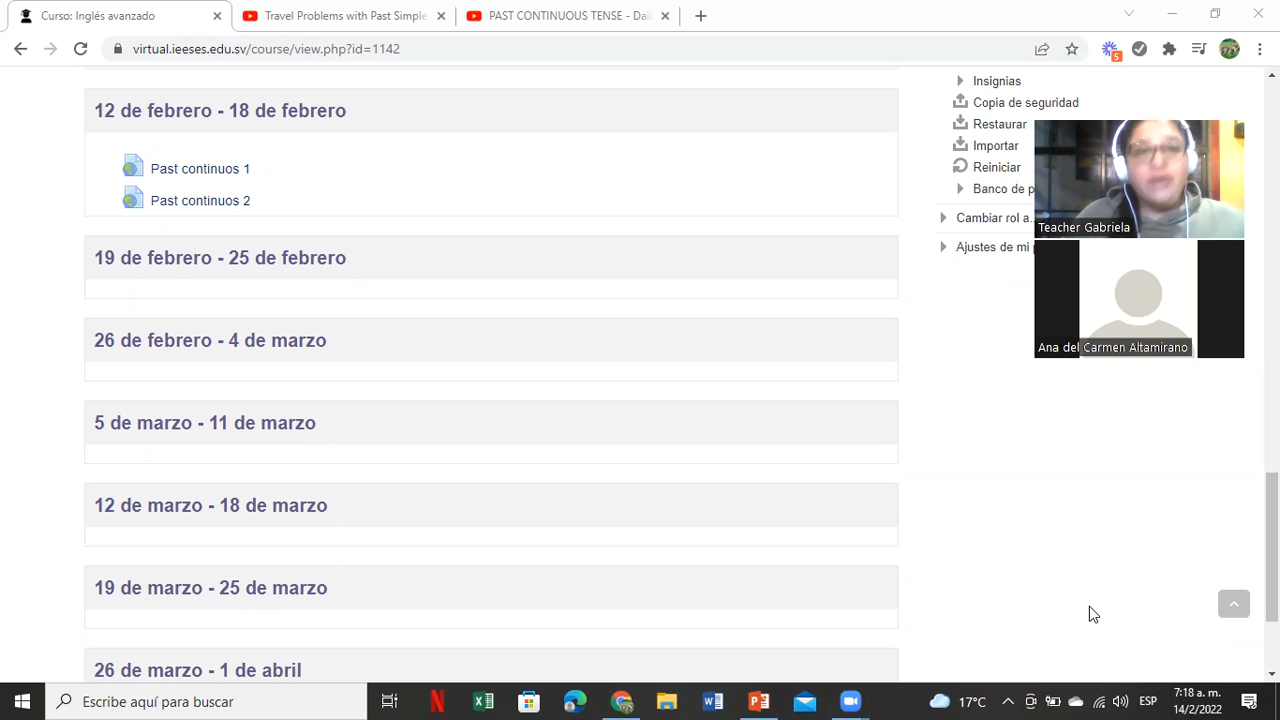 Curso: Inglés avanzado
Travel Problems with Past Simple
PAST CONTINUOUS TENSE - Dail
virtual.ieeses.edu.sv/course/view.php?id=1142
5
12 de febrero - 18 de febrero
Past continuos 1
Past continuos 2
19 de febrero - 25 de febrero
26 de febrero - 4 de marzo
5 de marzo - 11 de marzo
12 de marzo - 18 de marzo
19 de marzo - 25 de marzo
26 de marzo - 1 de abril
Insignias
Copia de seguridad
Restaurar
Importar
Reiniciar
Banco de p
Cambiar rol a...
Ajustes de mi p
Teacher Gabriela
Ana del Carmen Altamirano
Escribe aquí para buscar
17°C
ESP
7:18 a. m.
14/2/2022